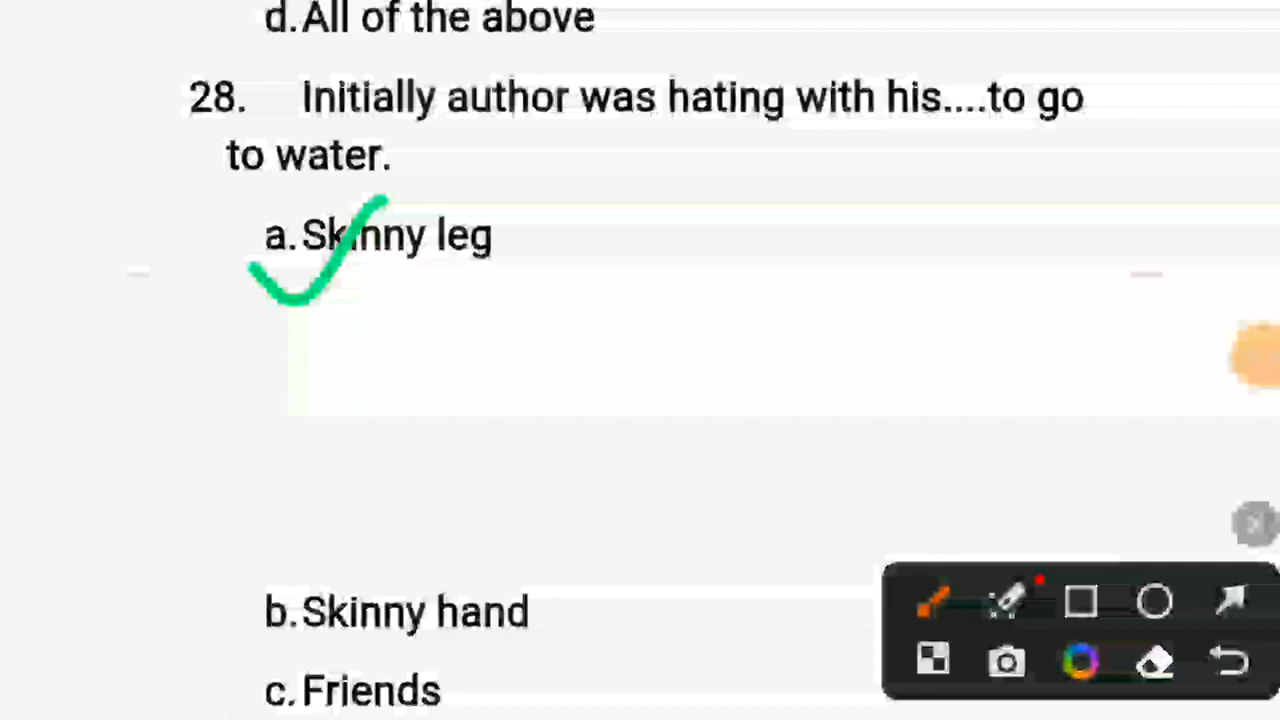 d. All of the above
28. Initially author was hating with his....to go
to water.
a. Skinny leg
b. Skinny hand
c. Friends